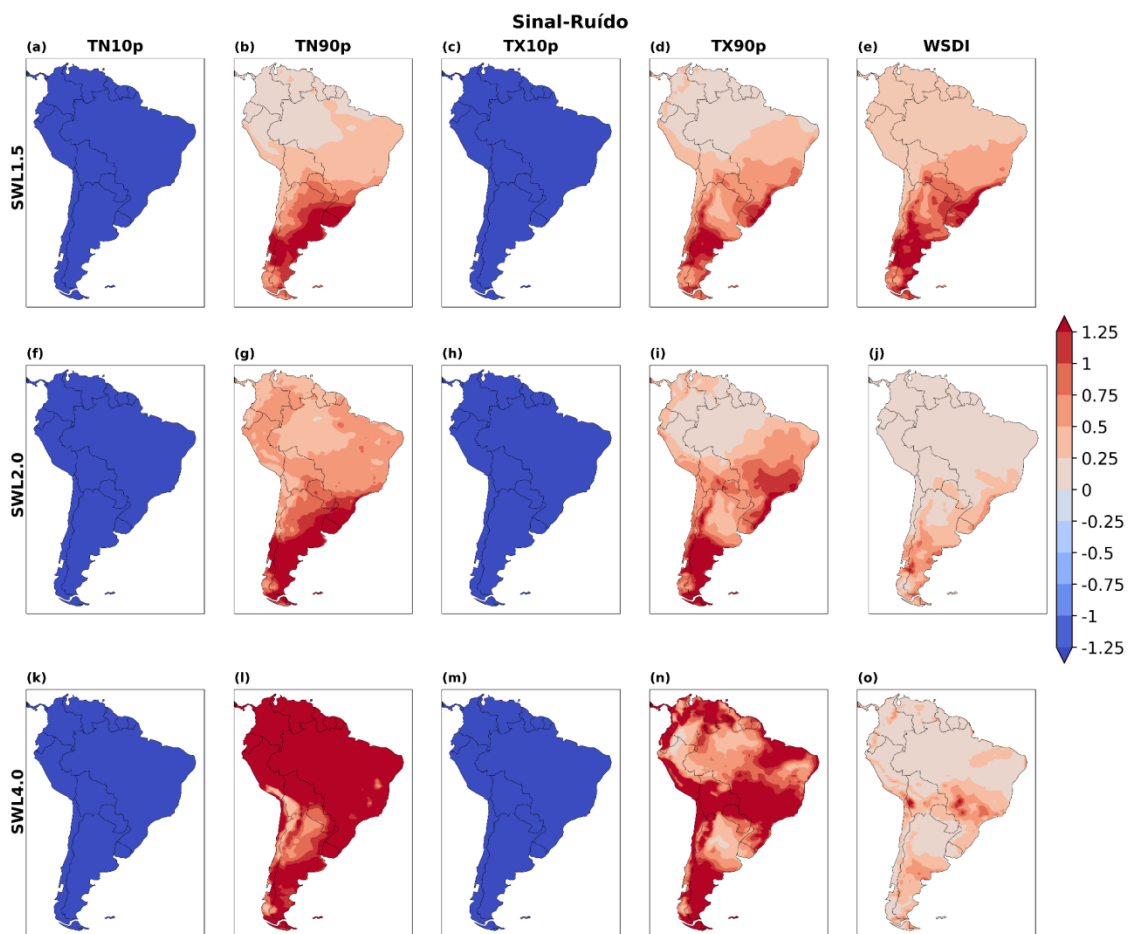 Sinal-Ruído
(a) TN10p
(b) TN90p
(c) TX10p
(d) TX90p
(e) WSDI
SWL1.5
(f)
(g)
(h)
(i)
(j)
SWL2.0
1.25
1
0.75
0.5
0.25
0
-0.25
-0.5
-0.75
-1
-1.25
(k)
(l)
(m)
(n)
(o)
SWL4.0